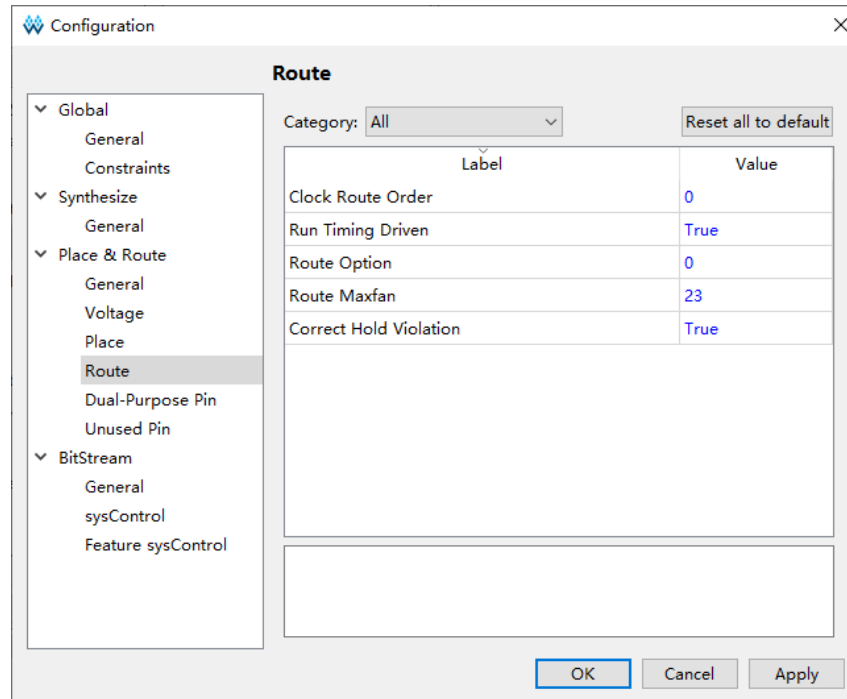 Configuration
Route
Global
General
Constraints
Synthesize
General
Place & Route
General
Voltage
Place
Route
Dual-Purpose Pin
Unused Pin
BitStream
General
sysControl
Feature sysControl
Category: All
Reset all to default
Label Value
Clock Route Order 0
Run Timing Driven True
Route Option 0
Route Maxfan 23
Correct Hold Violation True
OK Cancel Apply